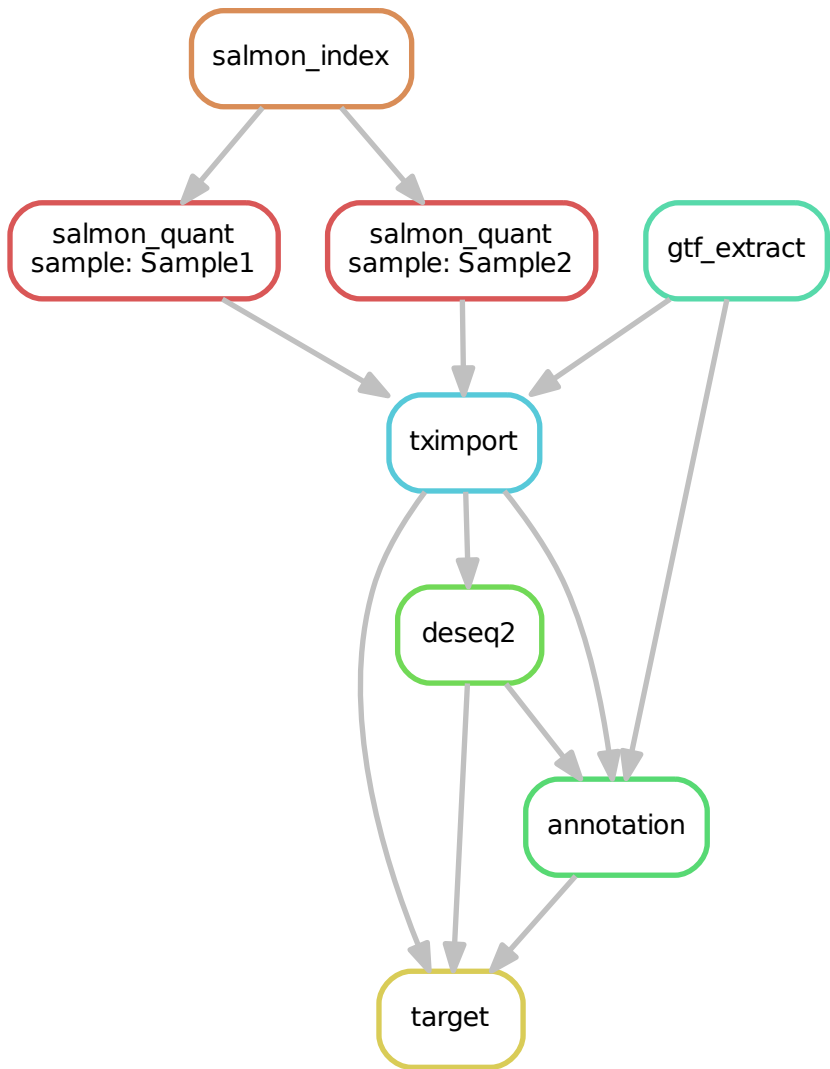 salmon_index
salmon_quant
sample: Sample1
salmon_quant
sample: Sample2
gtf_extract
tximport
deseq2
annotation
target